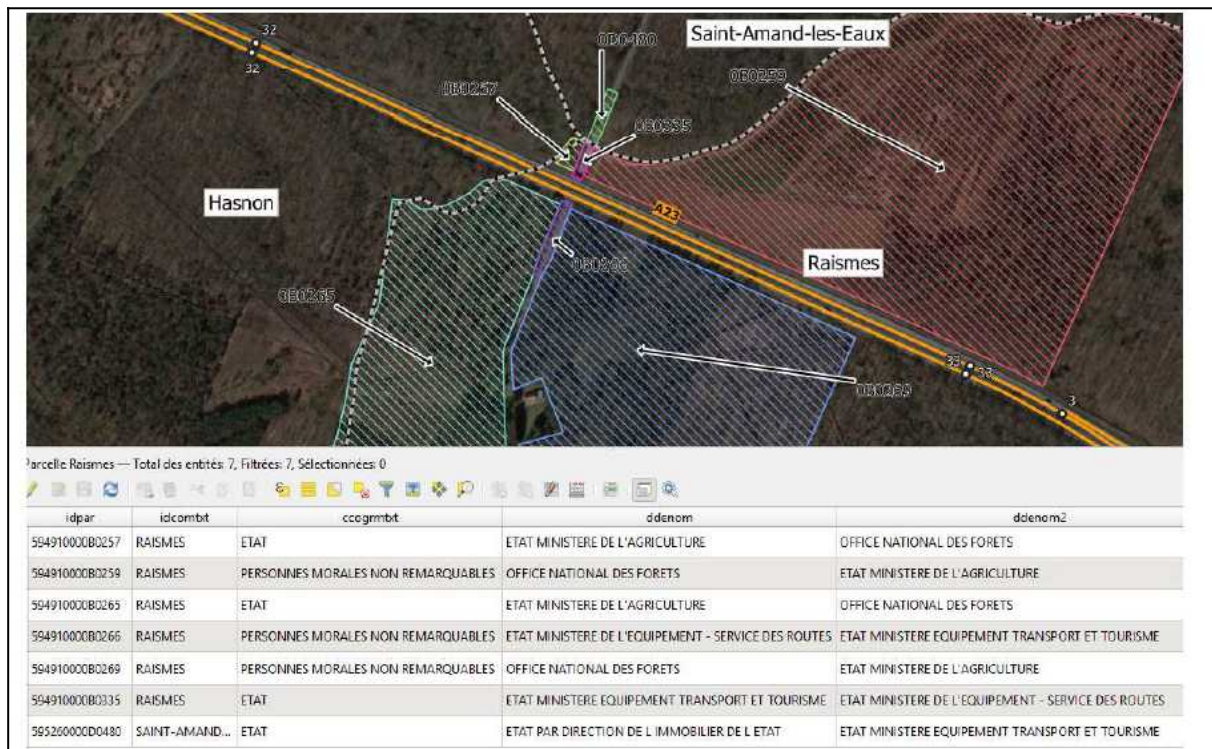 32
32
0D0480
Saint-Amand-les-Eaux
0B0259
0B0257
0B0335
Hasnon
A23
Raismes
0B0266
0B0265
33
33
0B0269
3
Parcelle Raismes — Total des entités: 7, Filtrées: 7, Sélectionnées: 0
idpar idcomtxt ccogrmtxt ddenom ddenom2
594910000B0257 RAISMES ETAT ETAT MINISTERE DE L'AGRICULTURE OFFICE NATIONAL DES FORETS
594910000B0259 RAISMES PERSONNES MORALES NON REMARQUABLES OFFICE NATIONAL DES FORETS ETAT MINISTERE DE L'AGRICULTURE
594910000B0265 RAISMES ETAT ETAT MINISTERE DE L'AGRICULTURE OFFICE NATIONAL DES FORETS
594910000B0266 RAISMES PERSONNES MORALES NON REMARQUABLES ETAT MINISTERE DE L'EQUIPEMENT - SERVICE DES ROUTES ETAT MINISTERE EQUIPEMENT TRANSPORT ET TOURISME
594910000B0269 RAISMES PERSONNES MORALES NON REMARQUABLES OFFICE NATIONAL DES FORETS ETAT MINISTERE DE L'AGRICULTURE
594910000B0335 RAISMES ETAT ETAT MINISTERE EQUIPEMENT TRANSPORT ET TOURISME ETAT MINISTERE DE L'EQUIPEMENT - SERVICE DES ROUTES
595260000D0480 SAINT-AMAND... ETAT ETAT PAR DIRECTION DE L IMMOBILIER DE L ETAT ETAT MINISTERE EQUIPEMENT TRANSPORT ET TOURISME